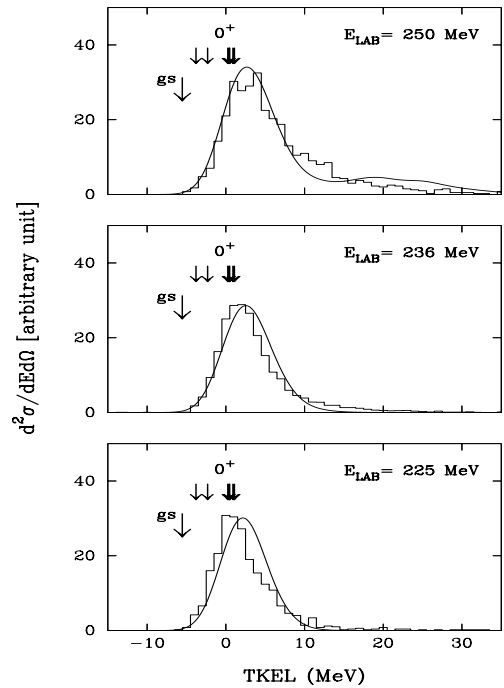 0⁺
E_LAB= 250 MeV
40
gs
20
0
0⁺
E_LAB= 236 MeV
40
gs
20
0
0⁺
E_LAB= 225 MeV
40
gs
20
0
−10 0 10 20 30
TKEL (MeV)
d²σ/dEdΩ [arbitrary unit]